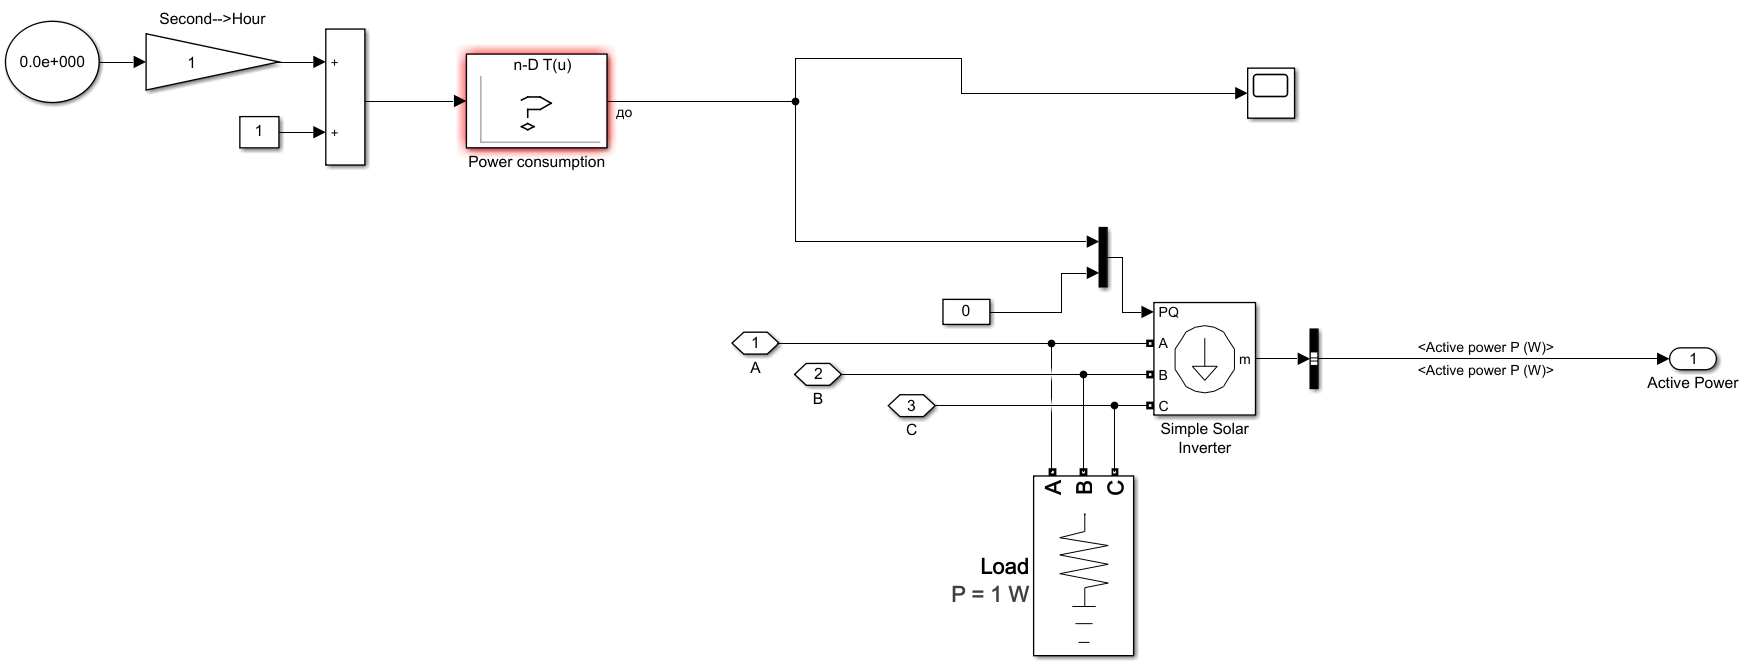 Second-->Hour
0.0e+000
1
+
1
+
n-D T(u)
до
Power consumption
0
PQ
1
A
A
2
B
B
3
C
C
m
Simple Solar
Inverter
<Active power P (W)>
<Active power P (W)>
1
Active Power
A
B
C
Load
P = 1 W